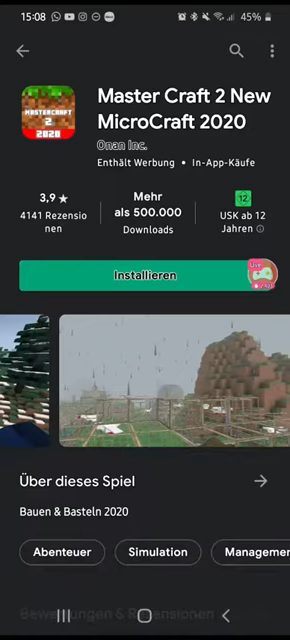 15:08
45%
MASTERCRAFT
2
2020
Master Craft 2 New
MicroCraft 2020
Onan Inc.
Enthält Werbung • In-App-Käufe
3,9 ★
4141 Rezensio
nen
Mehr
als 500.000
Downloads
12
USK ab 12
Jahren
Installieren
Live
Über dieses Spiel
Bauen & Basteln 2020
Abenteuer
Simulation
Managemen
Bewertungen & Rezensionen